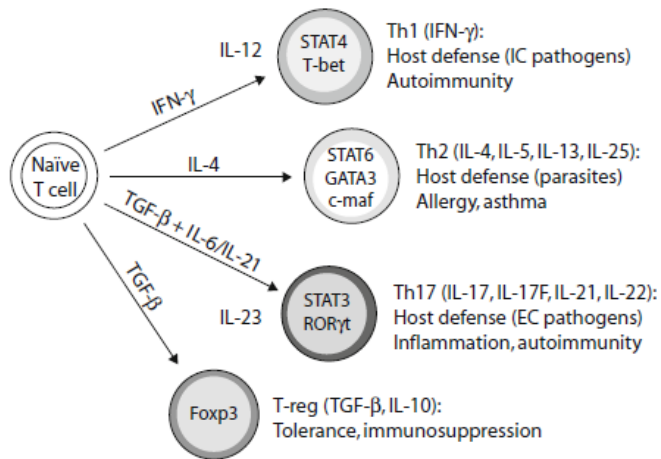 IL-12
STAT4
T-bet
Th1 (IFN-γ):
Host defense (IC pathogens)
Autoimmunity
IFN-γ
Naïve
T cell
IL-4
STAT6
GATA3
c-maf
Th2 (IL-4, IL-5, IL-13, IL-25):
Host defense (parasites)
Allergy, asthma
TGF-β + IL-6/IL-21
TGF-β
IL-23
STAT3
RORγt
Th17 (IL-17, IL-17F, IL-21, IL-22):
Host defense (EC pathogens)
Inflammation, autoimmunity
Foxp3
T-reg (TGF-β, IL-10):
Tolerance, immunosuppression